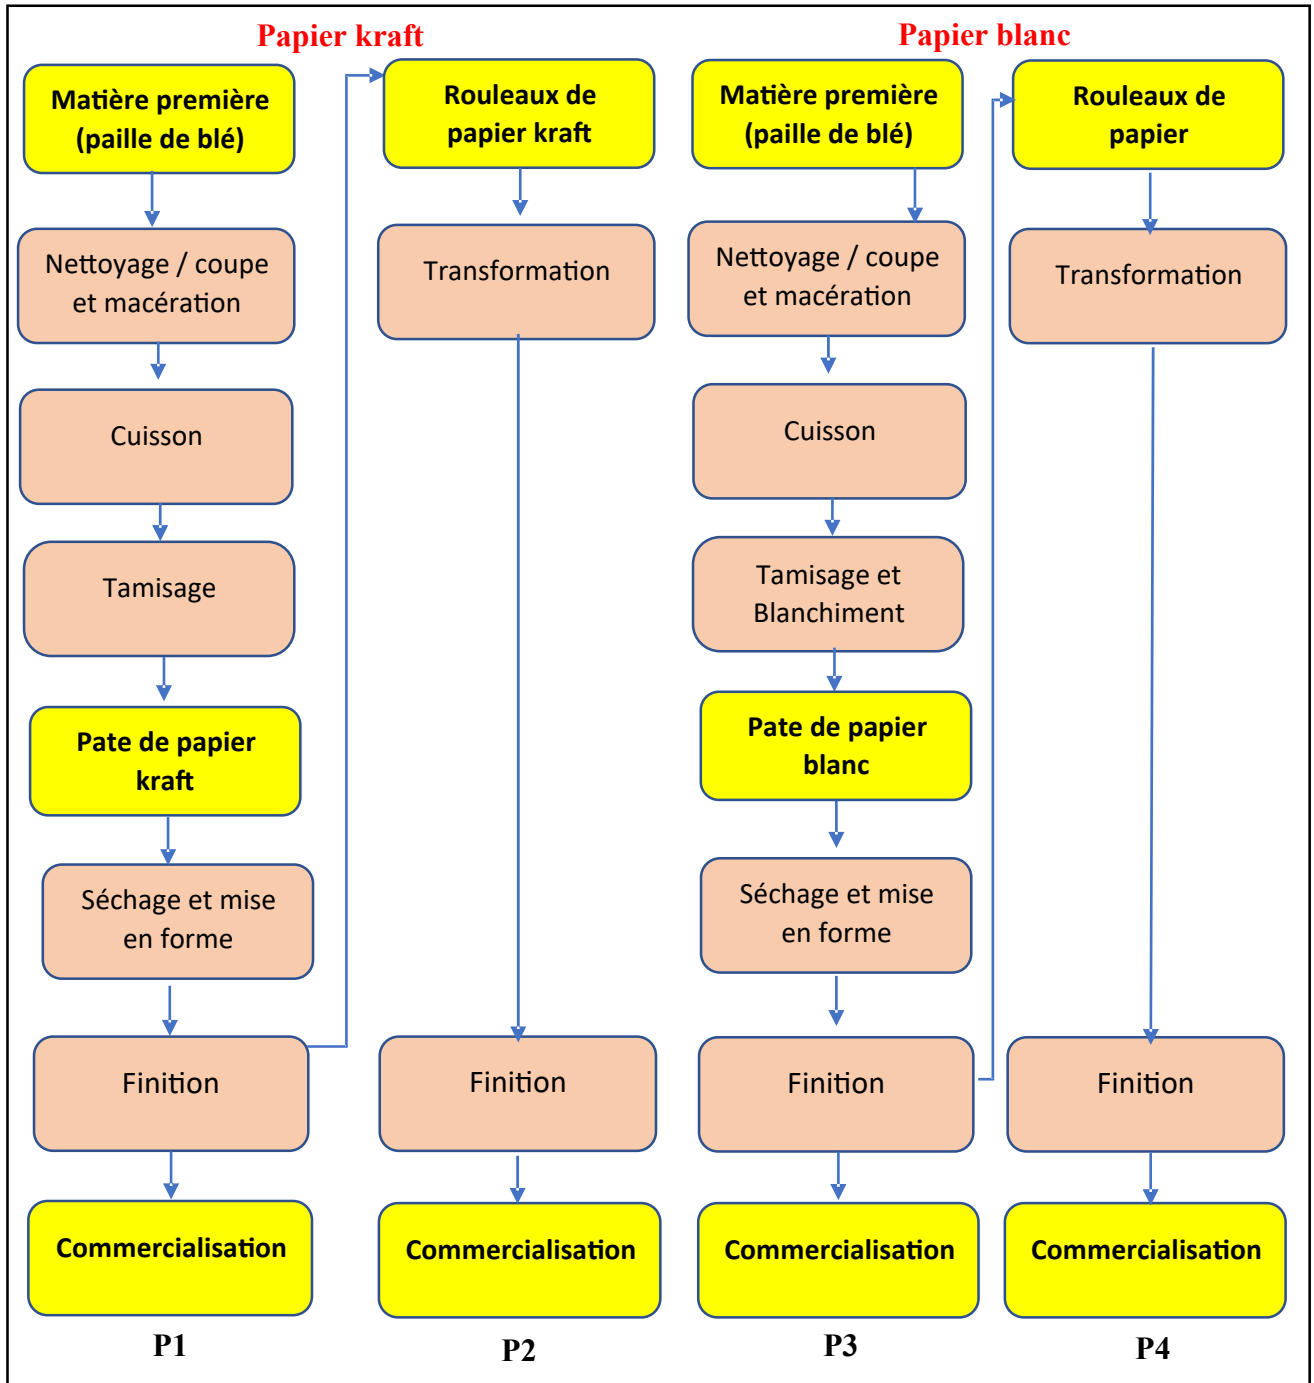 Papier kraft
Matière première
(paille de blé)
Nettoyage / coupe
et macération
Cuisson
Tamisage
Pate de papier
kraft
Séchage et mise
en forme
Finition
Commercialisation
P1
Rouleaux de
papier kraft
Transformation
Finition
Commercialisation
P2
Papier blanc
Matière première
(paille de blé)
Nettoyage / coupe
et macération
Cuisson
Tamisage et
Blanchiment
Pate de papier
blanc
Séchage et mise
en forme
Finition
Commercialisation
P3
Rouleaux de
papier
Transformation
Finition
Commercialisation
P4